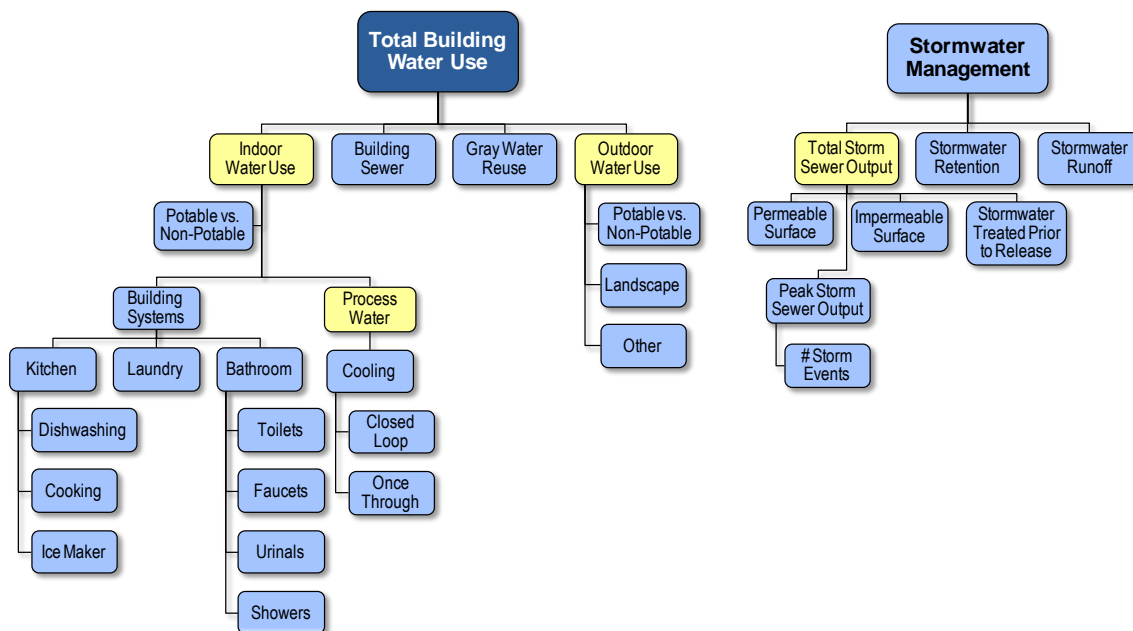 Total Building
Water Use
Stormwater
Management
Indoor
Water Use
Building
Sewer
Gray Water
Reuse
Outdoor
Water Use
Total Storm
Sewer Output
Stormwater
Retention
Stormwater
Runoff
Potable vs.
Non-Potable
Potable vs.
Non-Potable
Permeable
Surface
Impermeable
Surface
Stormwater
Treated Prior
to Release
Building
Systems
Process
Water
Landscape
Peak Storm
Sewer Output
Kitchen
Laundry
Bathroom
Cooling
Other
# Storm
Events
Dishwashing
Toilets
Closed
Loop
Cooking
Faucets
Once
Through
Ice Maker
Urinals
Showers